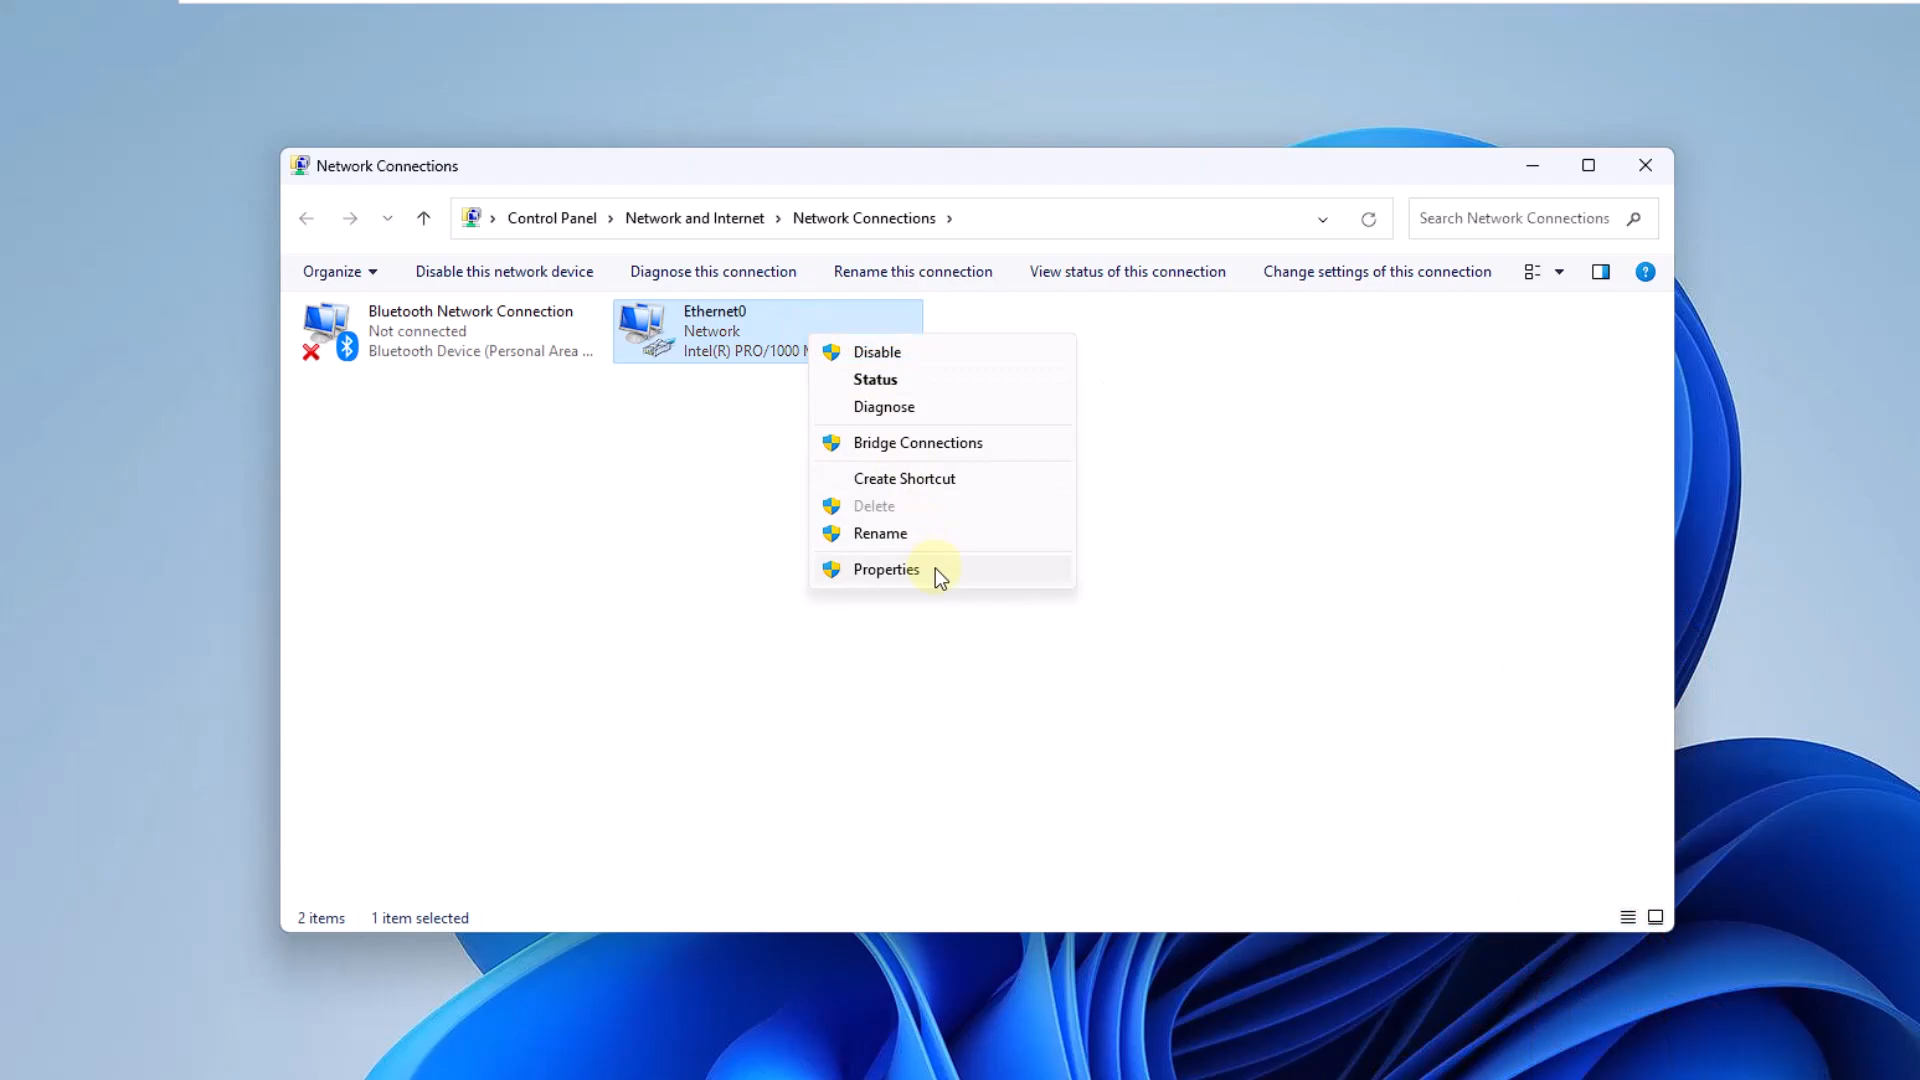 Network Connections
Control Panel
Network and Internet
Network Connections
Search Network Connections
Organize
Disable this network device
Diagnose this connection
Rename this connection
View status of this connection
Change settings of this connection
?
Bluetooth Network Connection
Not connected
Bluetooth Device (Personal Area ...
Ethernet0
Network
Intel(R) PRO/1000
Disable
Status
Diagnose
Bridge Connections
Create Shortcut
Delete
Rename
Properties
2 items
1 item selected